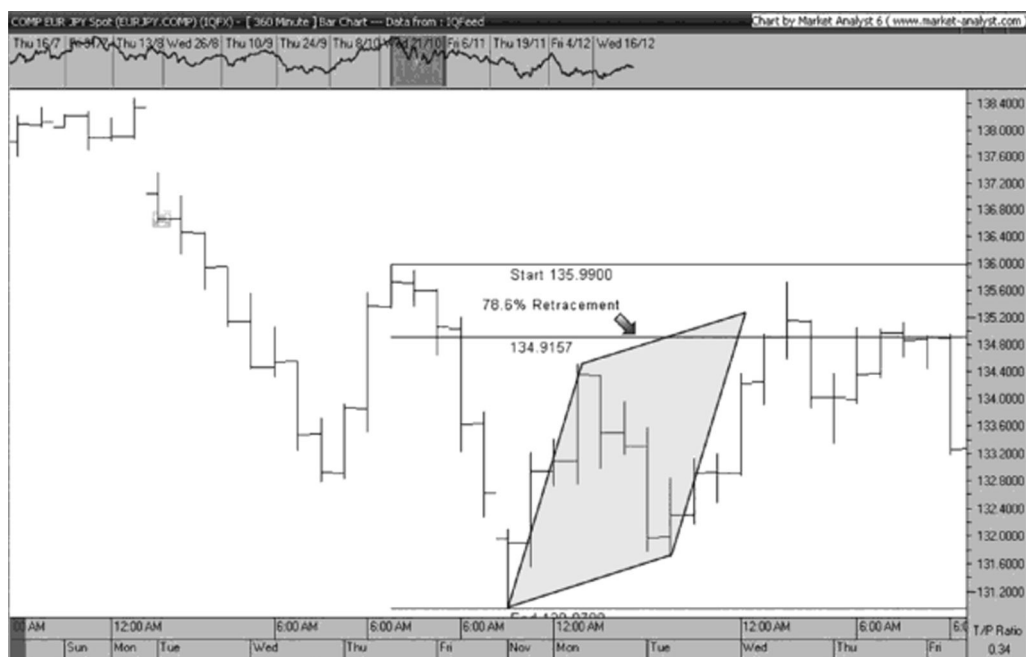 COMP EUR JPY Spot (EURJPY.COMP) (IQFX) - [ 360 Minute ] Bar Chart --- Data from : IQFeed
Chart by Market Analyst 6 ( www.market-analyst.com )
Thu 16/7 Thu 13/8 Wed 26/8 Thu 10/9 Thu 24/9 Thu 8/10 Wed 21/10 Fri 6/11 Thu 19/11 Fri 4/12 Wed 16/12
138.4000
138.0000
137.6000
137.2000
136.8000
136.4000
136.0000
135.6000
135.2000
134.8000
134.4000
134.0000
133.6000
133.2000
132.8000
132.4000
132.0000
131.6000
131.2000
Start 135.9900
78.6% Retracement
134.9157
12:00 AM 6:00 AM 6:00 AM 6:00 AM 12:00 AM 12:00 AM 6:00 AM
Sun Mon Tue Wed Thu Fri Nov Mon Tue Wed Thu Fri
T/P Ratio
0.34